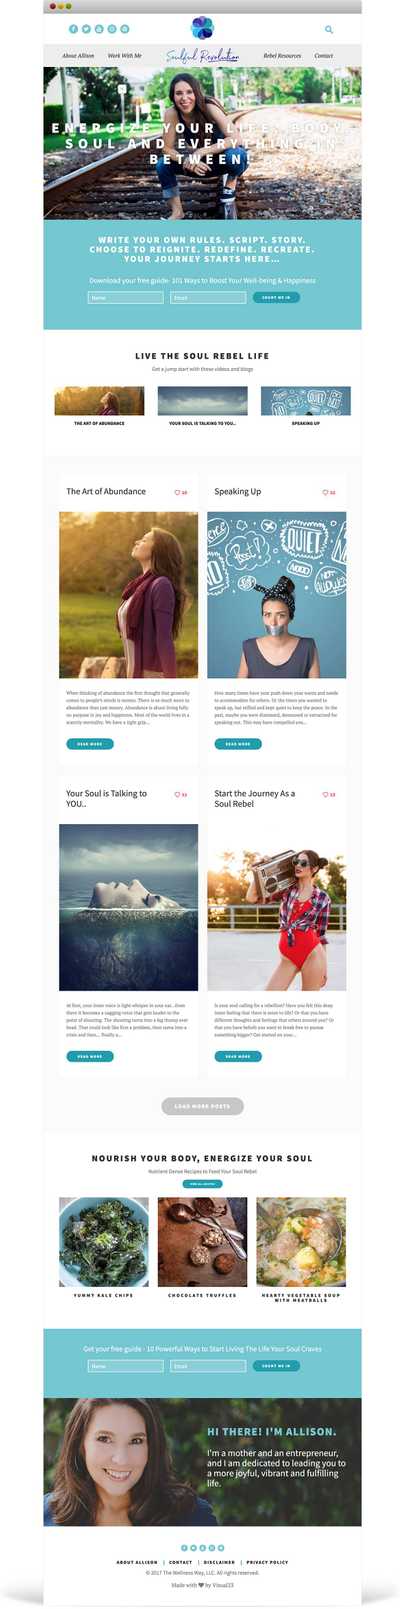 About Allison
Work With Me
Soulful Revolution
Rebel Resources
Contact
ENERGIZE YOUR LIFE. BODY,
SOUL AND EVERYTHING IN
BETWEEN!
WRITE YOUR OWN RULES. SCRIPT. STORY.
CHOOSE TO REIGNITE. REDEFINE. RECREATE.
YOUR JOURNEY STARTS HERE...
Download your free guide- 101 Ways to Boost Your Well-being & Happiness
Name
Email
COUNT ME IN
LIVE THE SOUL REBEL LIFE
Get a jump start with these videos and blogs
THE ART OF ABUNDANCE
YOUR SOUL IS TALKING TO YOU..
SPEAKING UP
The Art of Abundance
Speaking Up
QUIET
NO
When thinking of abundance the first thought that generally
comes to people's minds is money. There is so much more to
abundance than just money. Abundance is about living fully,
on purpose in joy and happiness. Most of the world lives in a
scarcity mentality. We have a tight grip...
How many times have your push down your wants and needs
to accommodate for others. Or the times you wanted to
speak up, but stifled and kept quiet to keep the peace. In the
past, maybe you were dismissed, demeaned or ostracized for
speaking out. This may have compelled you...
READ MORE
READ MORE
Your Soul is Talking to
YOU..
Start the Journey As a
Soul Rebel
At first, your inner voice is light whisper in your ear...
then it becomes a nagging voice that gets louder to the
point of shouting. The shouting turns into a big thump over
head. That could look like first a problem, then turns into a
crisis and then... finally a...
Is your soul calling for a rebellion? Have you felt this deep
inner feeling that there is more to life? Or that you have
different thoughts and feelings that others around you? Or
that you have beliefs you want to break free to pursue
something bigger? Get started on your...
READ MORE
READ MORE
LOAD MORE POSTS
NOURISH YOUR BODY, ENERGIZE YOUR SOUL
Nutrient Dense Recipes to Feed Your Soul Rebel
YUMMY KALE CHIPS
CHOCOLATE TRUFFLES
HEARTY VEGETABLE SOUP
WITH MEATBALLS
Get your free guide - 10 Powerful Ways to Start Living The Life Your Soul Craves
Name
Email
COUNT ME IN
HI THERE! I'M ALLISON.
I'm a mother and an entrepreneur,
and I am dedicated to leading you to
a more joyful, vibrant and fulfilling
life.
ABOUT ALLISON | CONTACT | DISCLAIMER | PRIVACY POLICY
© 2017 The Wellness Way, LLC. All rights reserved.
Made with ♥ by Visual33